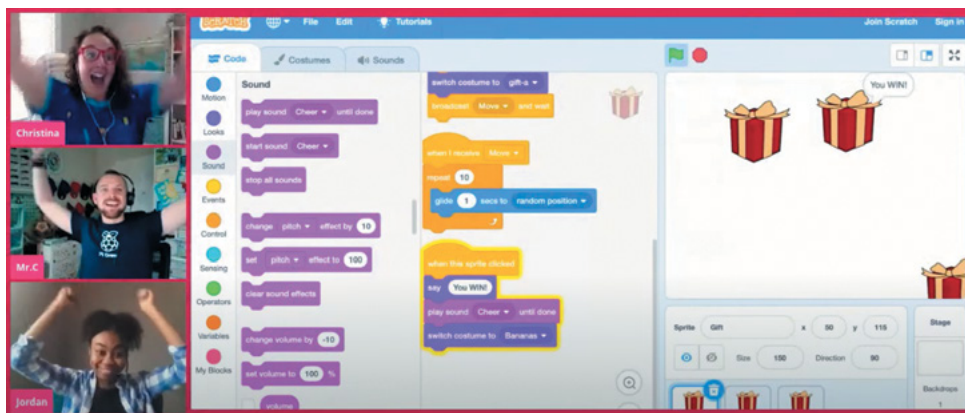 SCRATCH
File Edit Tutorials Join Scratch Sign in
Code Costumes Sounds
Christina
Mr.C
Jordan
Motion
Looks
Sound
Events
Control
Sensing
Operators
Variables
My Blocks
Sound
play sound Cheer until done
start sound Cheer
stop all sounds
change pitch effect by 10
set pitch effect to 100
clear sound effects
change volume by -10
set volume to 100 %
volume
switch costume to gift-a
broadcast Move and wait
when I receive Move
repeat 10
glide 1 secs to random position
when this sprite clicked
say You WIN!
play sound Cheer until done
switch costume to Bananas
You WIN!
Sprite Gift x 50 y 115
Size 150 Direction 90
Stage
Backdrops
1